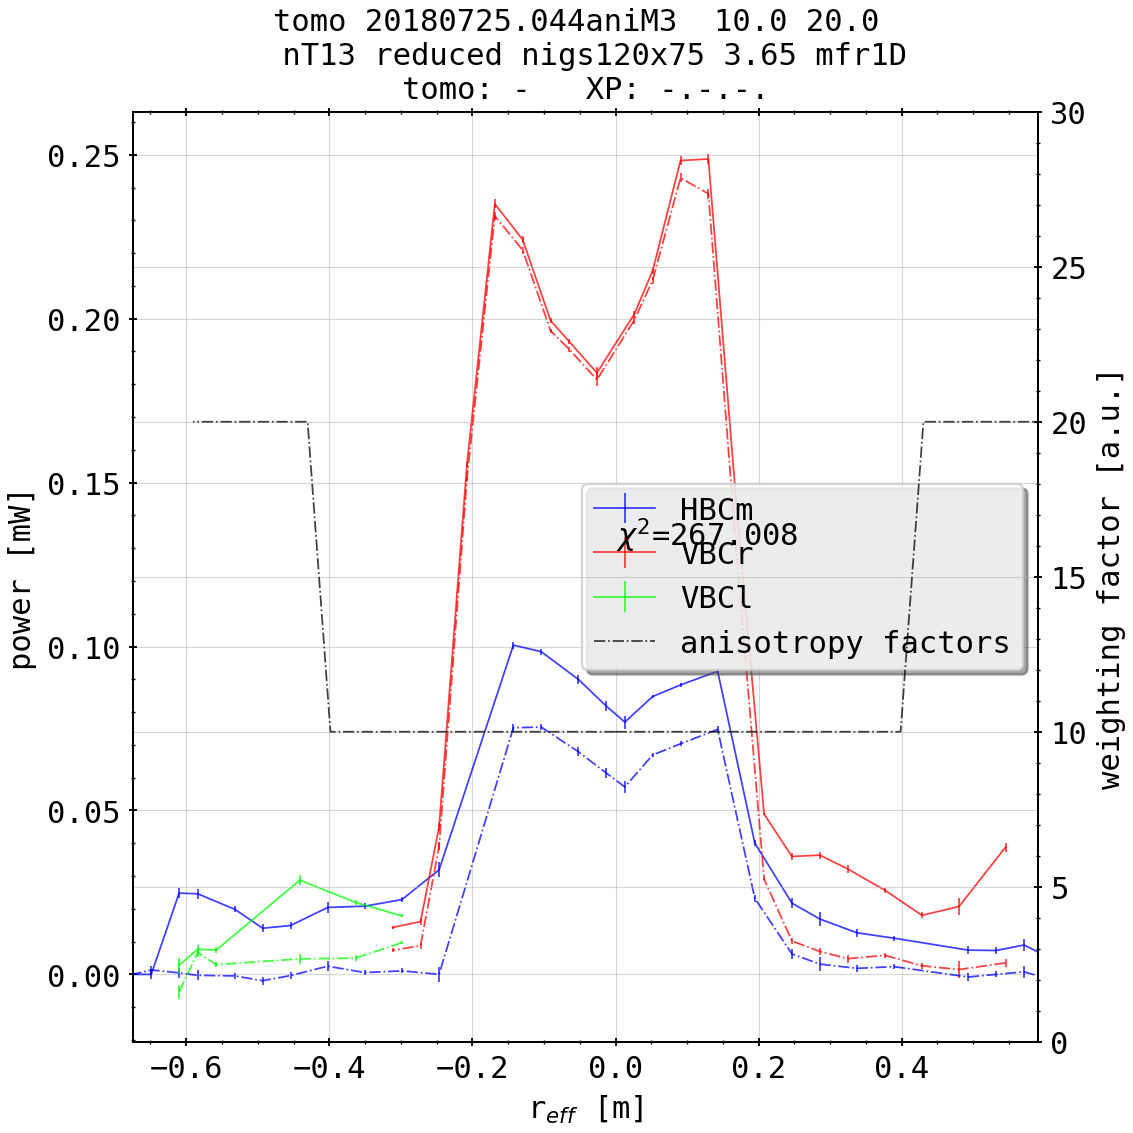 tomo 20180725.044aniM3  10.0 20.0
nT13 reduced nigs120x75 3.65 mfr1D
tomo: -   XP: -.-.-.
0.25
0.20
0.15
0.10
0.05
0.00
power [mW]
−0.6
−0.4
−0.2
0.0
0.2
0.4
r_eff [m]
30
25
20
15
10
5
0
weighting factor [a.u.]
HBCm
χ²=267.008
VBCr
VBCl
anisotropy factors